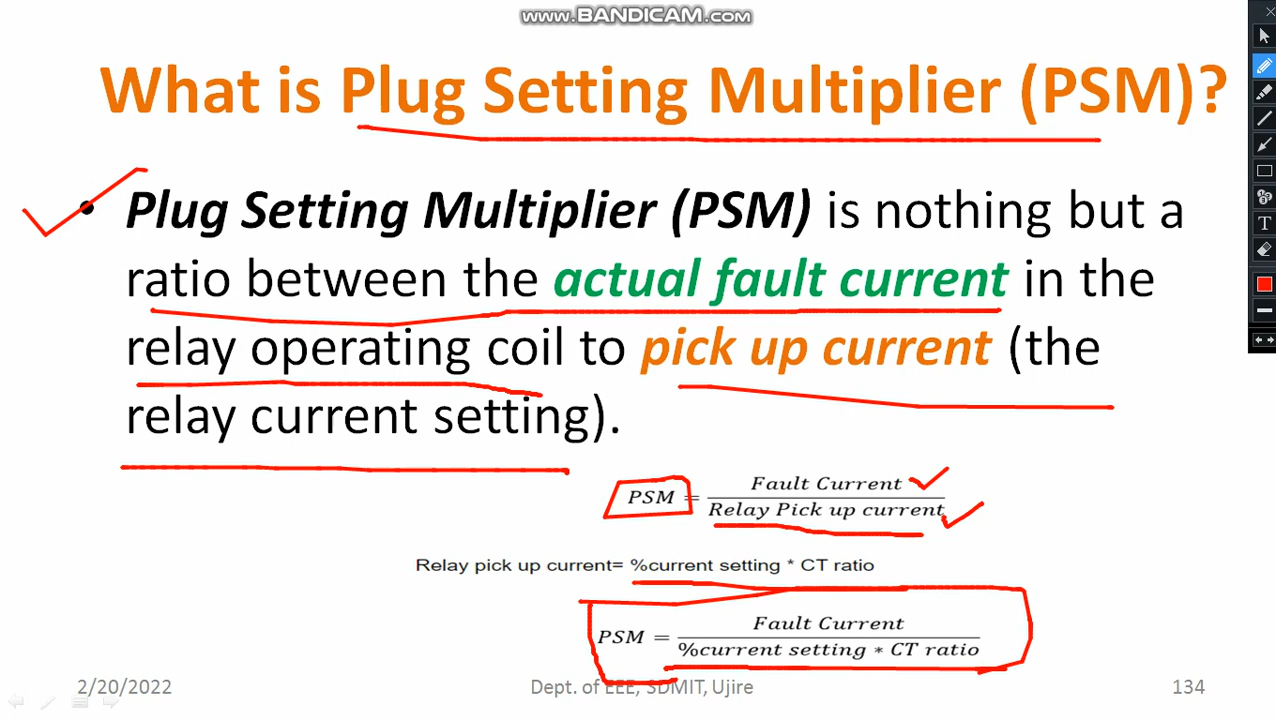 www.BANDICAM.com
What is Plug Setting Multiplier (PSM)?
• Plug Setting Multiplier (PSM) is nothing but a
ratio between the actual fault current in the
relay operating coil to pick up current (the
relay current setting).
PSM = Fault Current / Relay Pick up current
Relay pick up current= %current setting * CT ratio
PSM = Fault Current / %current setting * CT ratio
2/20/2022 Dept. of EEE, SDMIT, Ujire 134